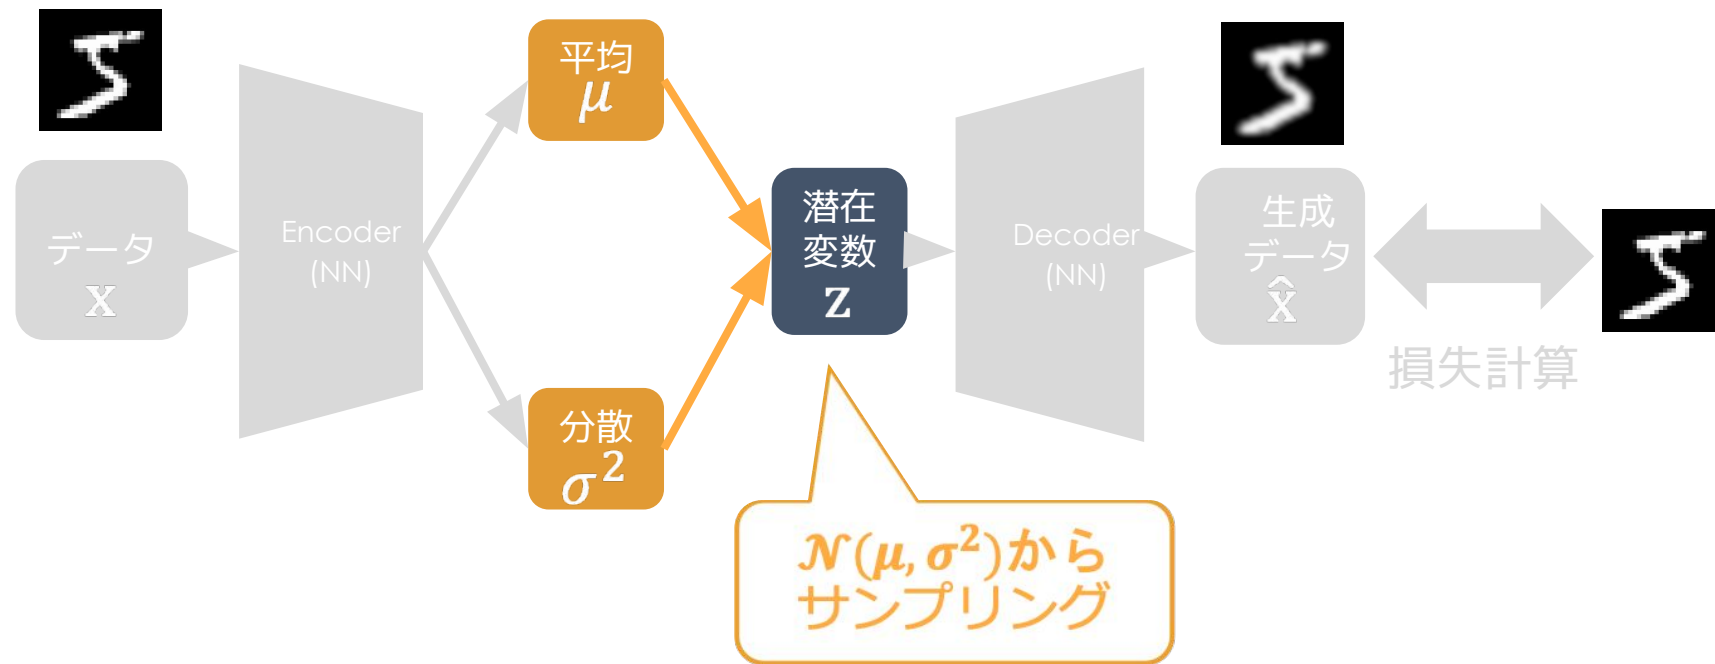 データ
x
Encoder
(NN)
平均
μ
分散
σ²
潜在
変数
z
𝒩(μ, σ²)から
サンプリング
Decoder
(NN)
生成
データ
x̂
損失計算